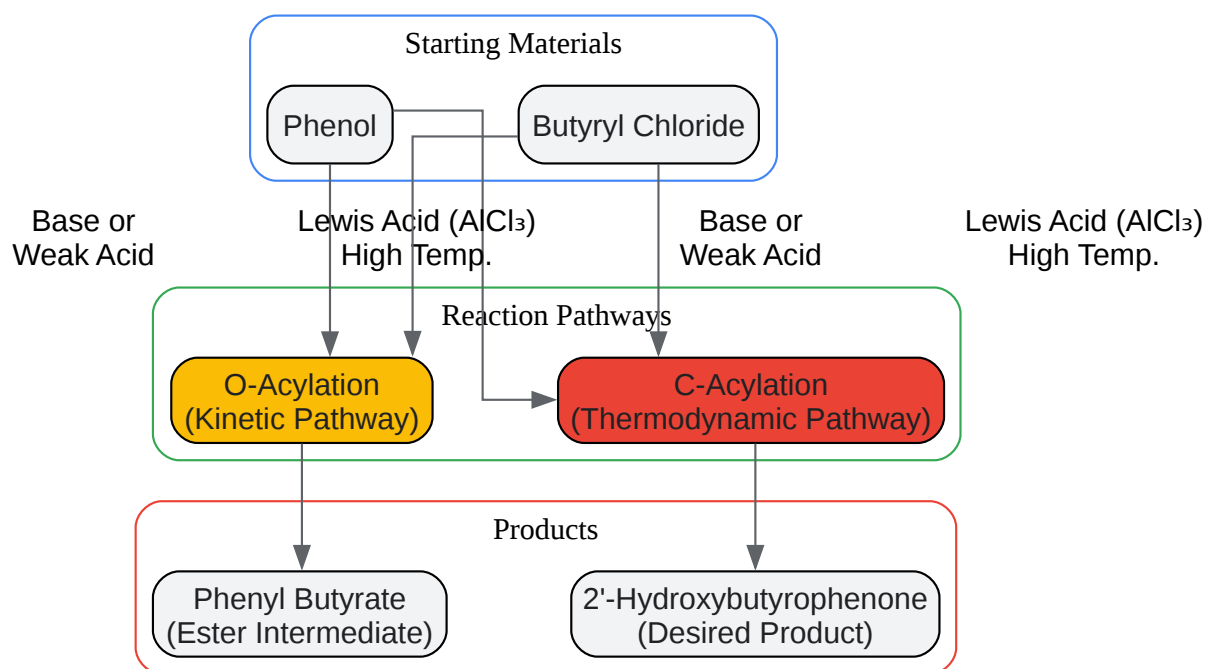 Starting Materials
Phenol
Butyryl Chloride
Base or
Weak Acid
Lewis Acid (AlCl₃)
High Temp.
Base or
Weak Acid
Lewis Acid (AlCl₃)
High Temp.
Reaction Pathways
O-Acylation
(Kinetic Pathway)
C-Acylation
(Thermodynamic Pathway)
Products
Phenyl Butyrate
(Ester Intermediate)
2'-Hydroxybutyrophenone
(Desired Product)